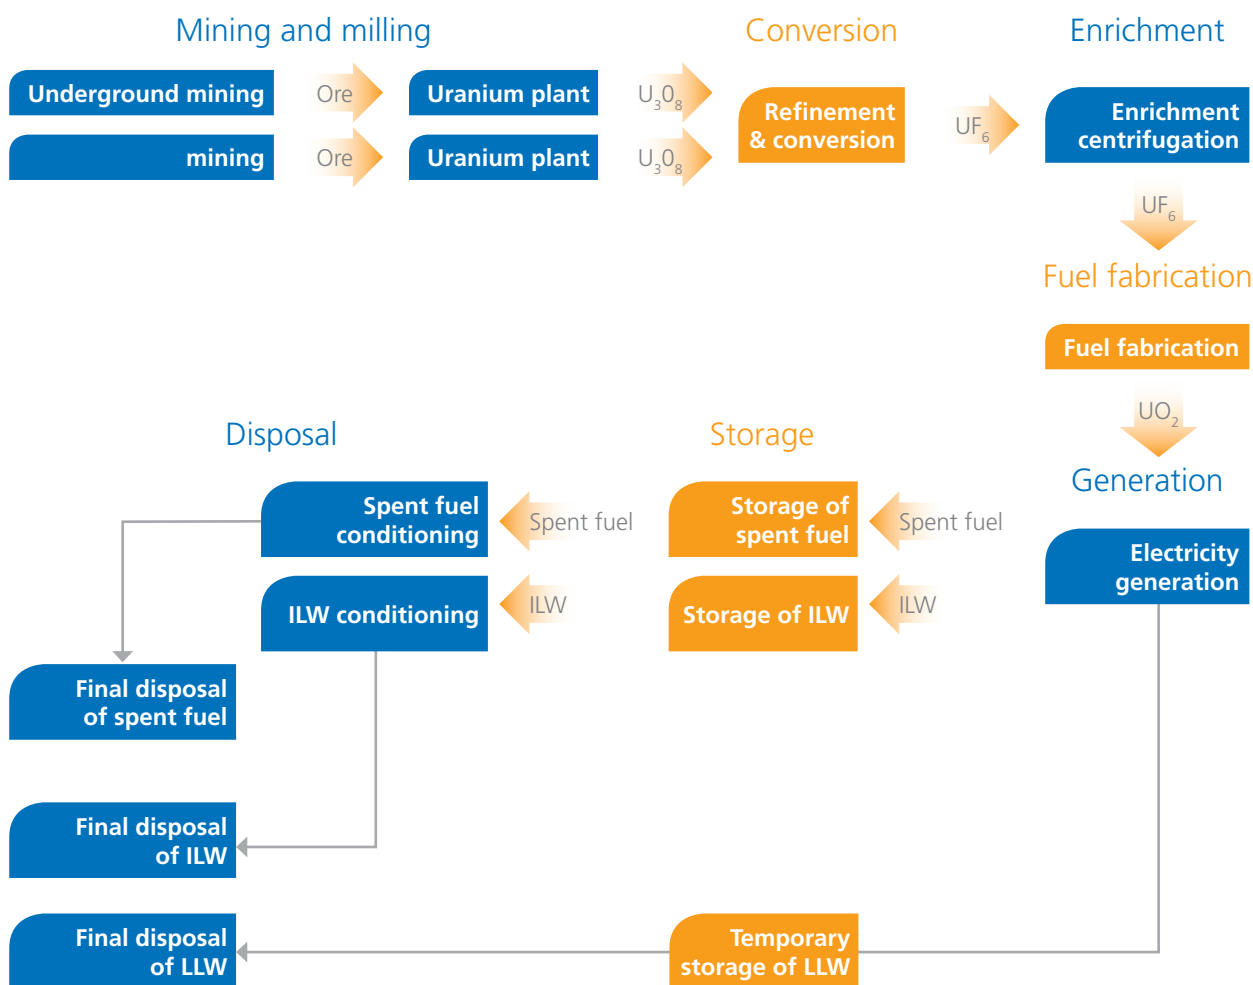 Mining and milling
Conversion
Enrichment
Underground mining
Ore
Uranium plant
U₃0₈
Refinement
& conversion
UF₆
Enrichment
centrifugation
mining
Ore
Uranium plant
U₃0₈
UF₆
Fuel fabrication
Fuel fabrication
UO₂
Disposal
Storage
Generation
Spent fuel
conditioning
Spent fuel
Storage of
spent fuel
Spent fuel
Electricity
generation
ILW conditioning
ILW
Storage of ILW
ILW
Final disposal
of spent fuel
Final disposal
of ILW
Final disposal
of LLW
Temporary
storage of LLW